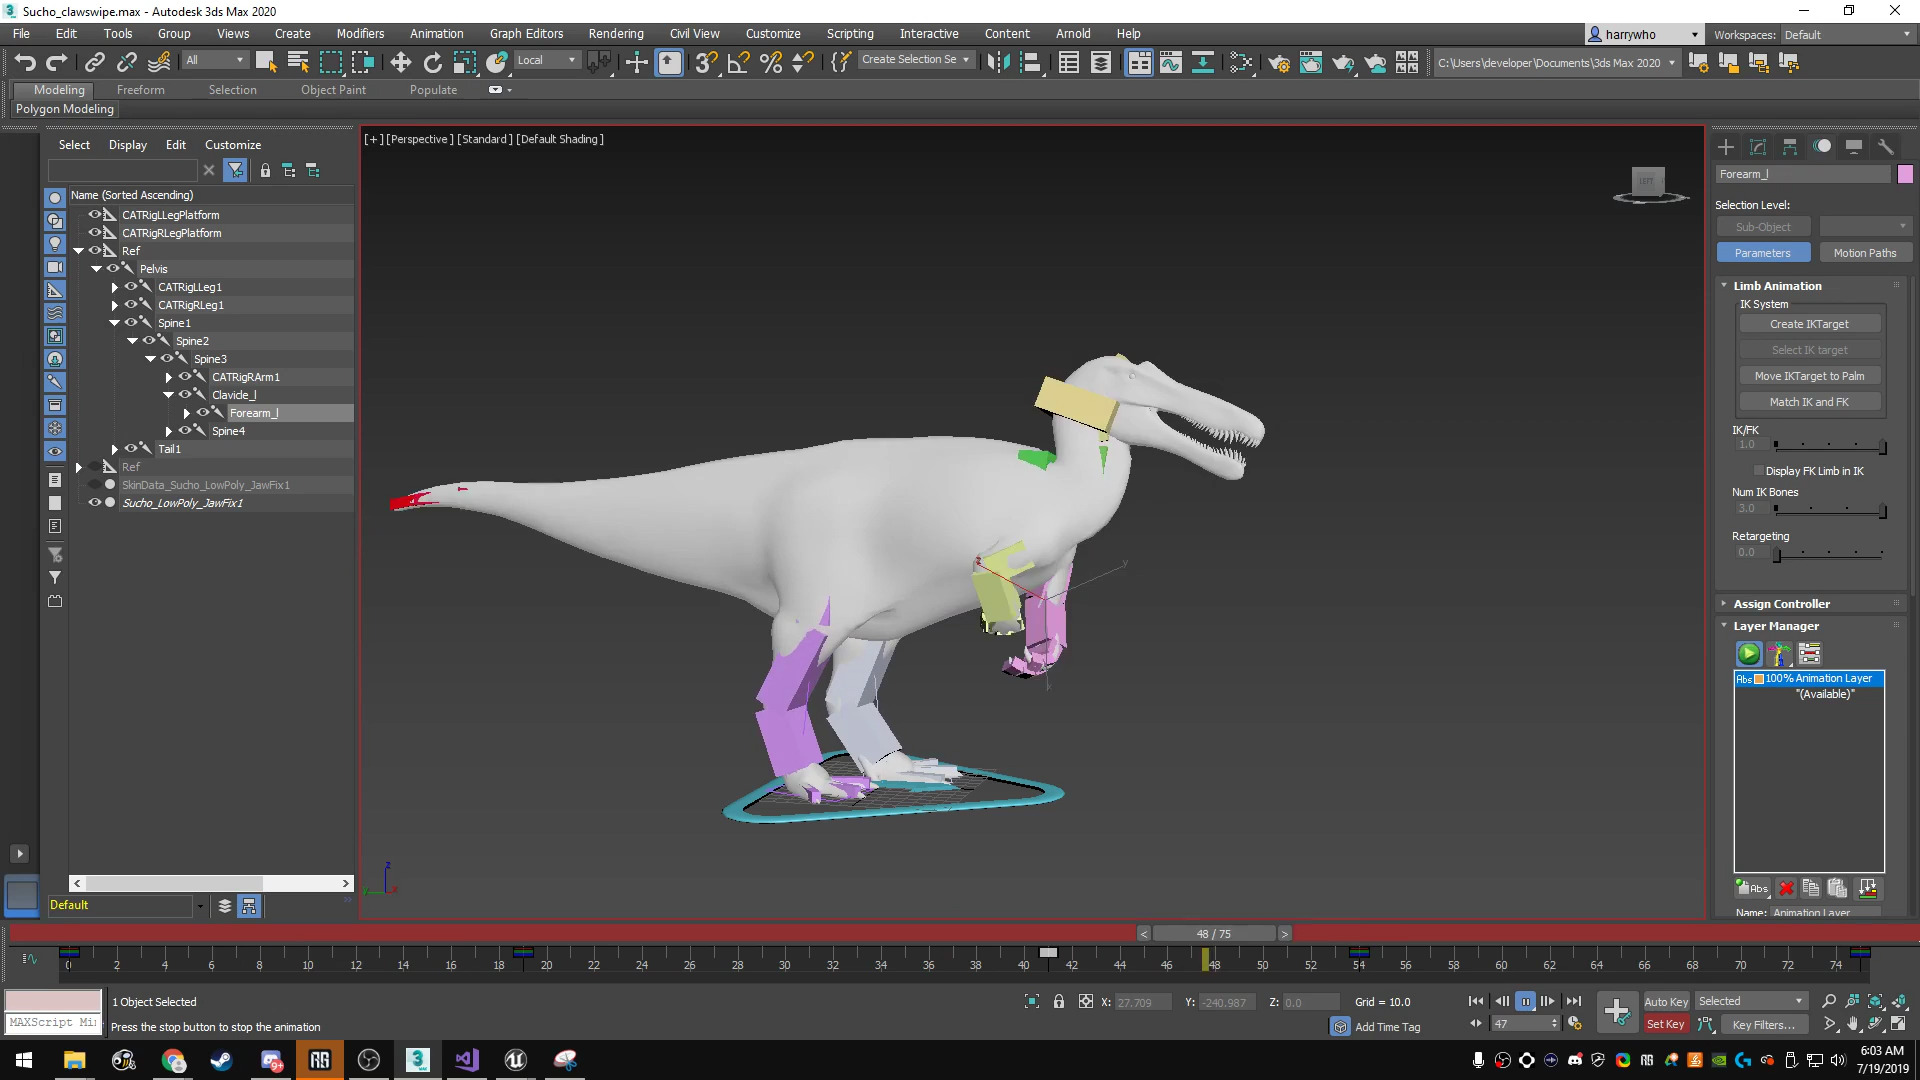 Sucho_clawswipe.max - Autodesk 3ds Max 2020
File Edit Tools Group Views Create Modifiers Animation Graph Editors Rendering Civil View Customize Scripting Interactive Content Arnold Help
harrywho Workspaces: Default
All Local Create Selection Se C:\Users\developer\Documents\3ds Max 2020
Modeling Freeform Selection Object Paint Populate
Polygon Modeling
Select Display Edit Customize
[+] [Perspective ] [Standard ] [Default Shading ]
Name (Sorted Ascending)
CATRigLLegPlatform
CATRigRLegPlatform
Ref
Pelvis
CATRigLLeg1
CATRigRLeg1
Spine1
Spine2
Spine3
CATRigRArm1
Clavicle_l
Forearm_l
Spine4
Tail1
Ref
SkinData_Sucho_LowPoly_JawFix1
Sucho_LowPoly_JawFix1
Default
LEFT
y
x
z
Forearm_l
Selection Level:
Sub-Object
Parameters Motion Paths
Limb Animation
IK System
Create IKTarget
Select IK target
Move IKTarget to Palm
Match IK and FK
IK/FK
1.0
Display FK Limb in IK
Num IK Bones
3.0
Retargeting
0.0
Assign Controller
Layer Manager
Abs 100% Animation Layer
"(Available)"
Abs
Name: Animation Layer
< 48 / 75 >
0 2 4 6 8 10 12 14 16 18 20 22 24 26 28 30 32 34 36 38 40 42 44 46 48 50 52 54 56 58 60 62 64 66 68 70 72 74
1 Object Selected
X: 27.709 Y: -240.987 Z: 0.0 Grid = 10.0
Auto Key Selected
MAXScript Mi
Press the stop button to stop the animation
Add Time Tag
47
Set Key Key Filters...
6:03 AM
7/19/2019